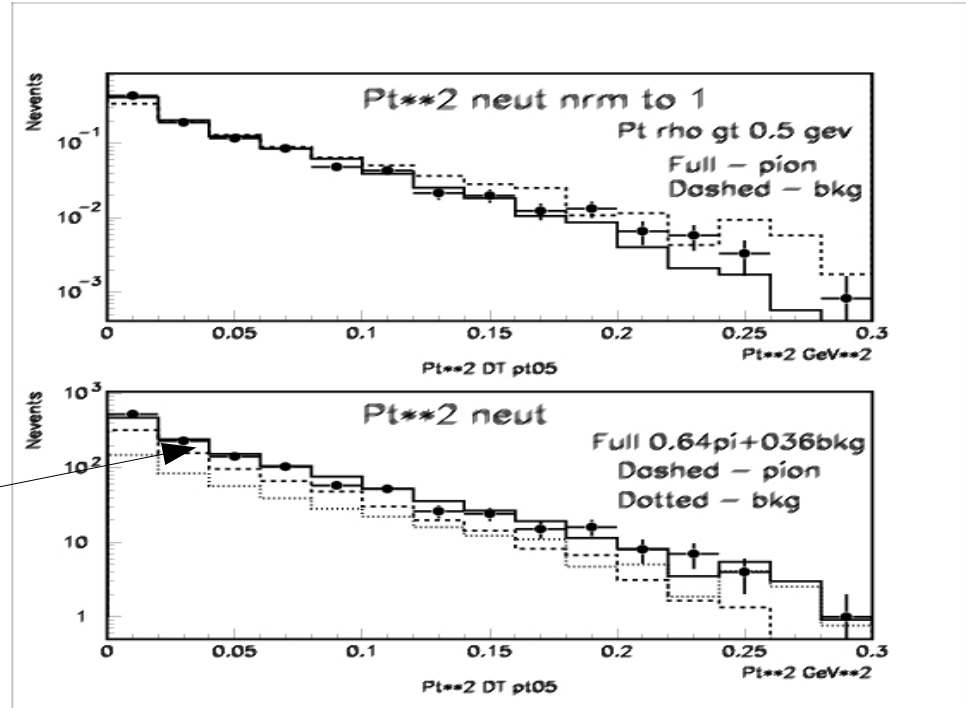 Nevents
Pt**2 neut nrm to 1
Pt rho gt 0.5 gev
Full - pion
Dashed - bkg
10-1
10-2
10-3
0 0.05 0.1 0.15 0.2 0.25 0.3
Pt**2 GeV**2
Pt**2 DT pt05
Nevents
Pt**2 neut
Full 0.64pi+036bkg
Dashed - pion
Dotted - bkg
103
102
10
1
0 0.05 0.1 0.15 0.2 0.25 0.3
Pt**2 GeV**2
Pt**2 DT pt05